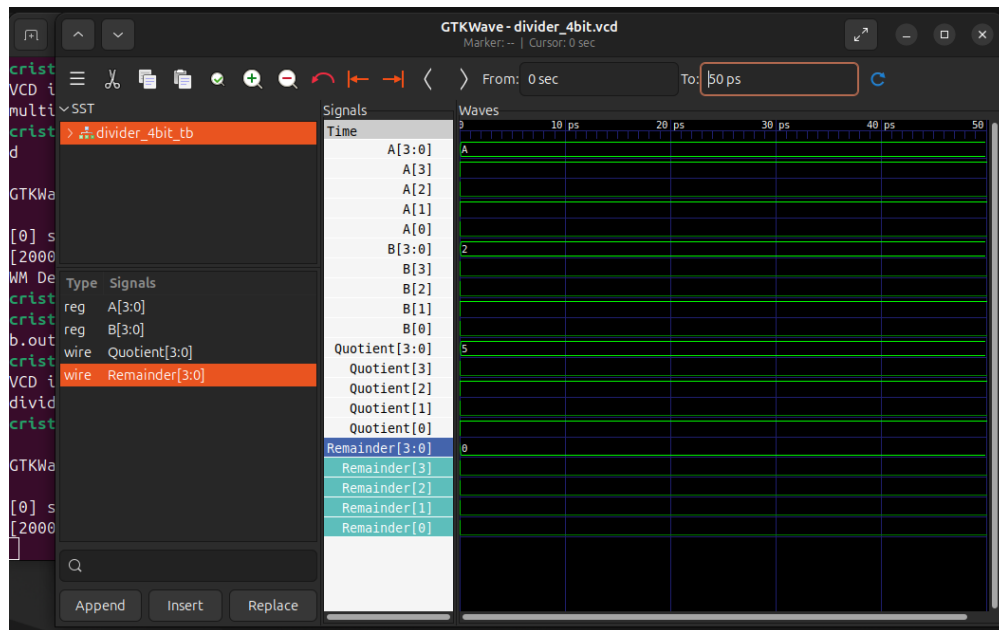 GTKWave - divider_4bit.vcd
Marker: -- | Cursor: 0 sec
From: 0 sec To: 50 ps
crist
VCD i
multi
crist
d
GTKWa
[0] s
[2000
WM De
crist
crist
b.out
crist
VCD i
divid
crist
GTKWa
[0] s
[2000
SST
divider_4bit_tb
Type Signals
reg A[3:0]
reg B[3:0]
wire Quotient[3:0]
wire Remainder[3:0]
Append Insert Replace
Signals
Time
A[3:0]
A[3]
A[2]
A[1]
A[0]
B[3:0]
B[3]
B[2]
B[1]
B[0]
Quotient[3:0]
Quotient[3]
Quotient[2]
Quotient[1]
Quotient[0]
Remainder[3:0]
Remainder[3]
Remainder[2]
Remainder[1]
Remainder[0]
Waves
10 ps 20 ps 30 ps 40 ps 50
A
2
5
0